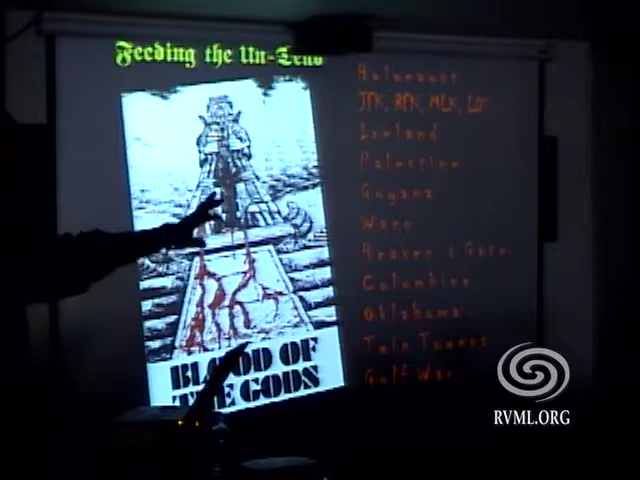 Feeding the Un-Dead
Holocaust
JFK, RFK, MLK,
Ireland
Palestine
Guyana
Waco
Heaven's Gate
Columbine
Oklahoma
Twin Towers
Gulf War
BLOOD OF
THE GODS
RVML.ORG